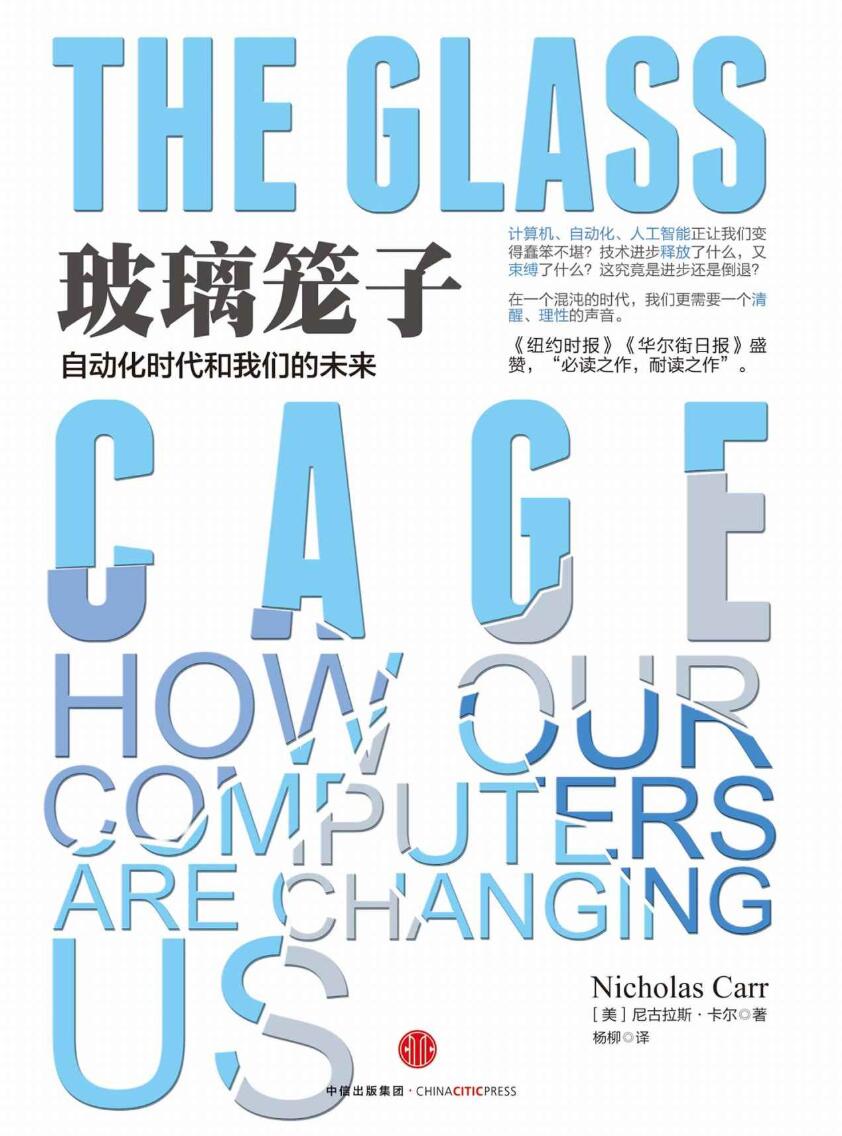 THE GLASS
玻璃笼子
自动化时代和我们的未来
计算机、自动化、人工智能正让我们变
得蠢笨不堪？技术进步释放了什么，又
束缚了什么？这究竟是进步还是倒退？
在一个混沌的时代，我们更需要一个清
醒、理性的声音。
《纽约时报》《华尔街日报》盛
赞，“必读之作，耐读之作”。
CAGE
HOW OUR
COMPUTERS
ARE CHANGING
US
Nicholas Carr
［美］尼古拉斯·卡尔◎著
杨柳◎译
CITIC
中信出版集团·CHINACITICPRESS